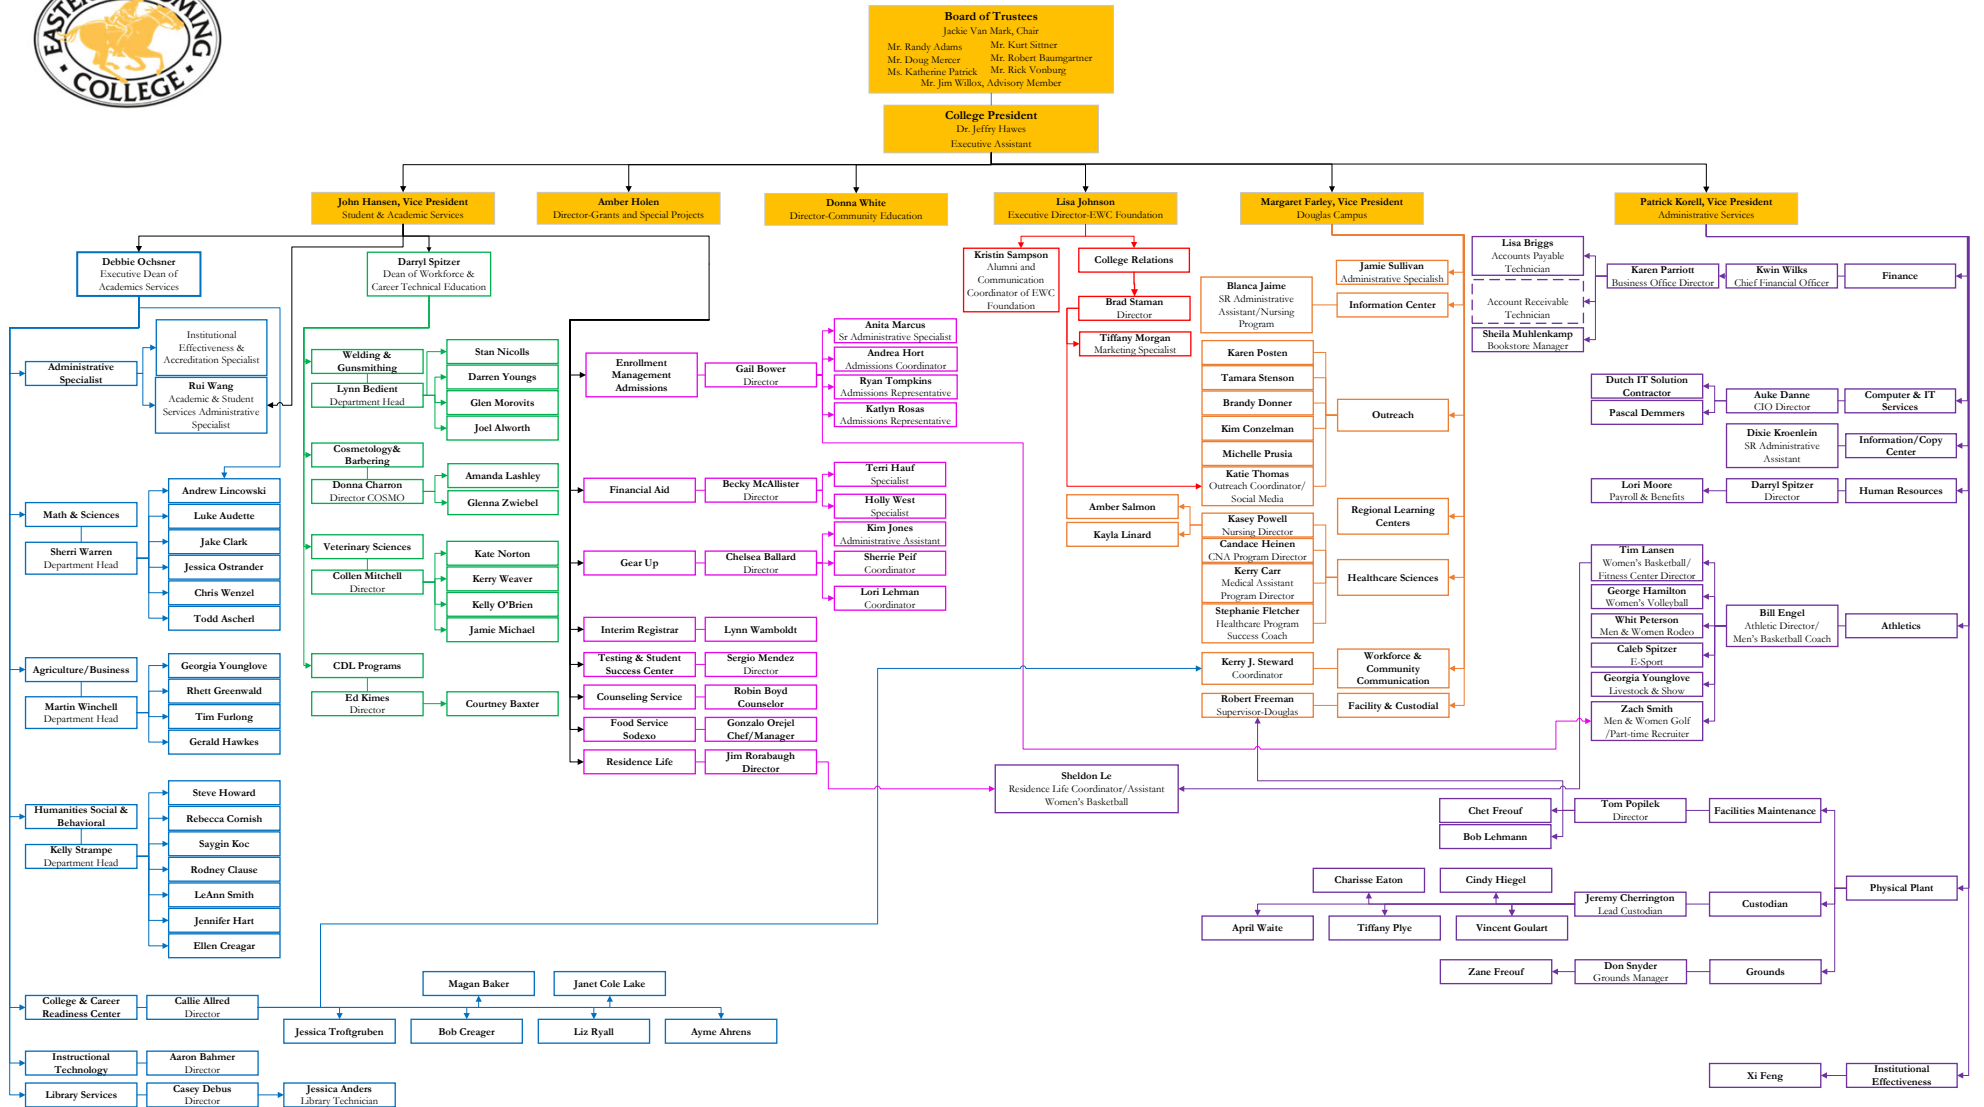 EASTERN WYOMING
COLLEGE
Board of Trustees
Jackie Van Mark, Chair
Mr. Randy Adams
Mr. Kurt Sittner
Mr. Doug Mercer
Mr. Robert Baumgartner
Ms. Katherine Patrick
Mr. Rick Vonburg
Mr. Jim Willox, Advisory Member
College President
Dr. Jeffry Hawes
Executive Assistant
John Hansen, Vice President
Student & Academic Services
Amber Holen
Director-Grants and Special Projects
Donna White
Director-Community Education
Lisa Johnson
Executive Director-EWC Foundation
Margaret Farley, Vice President
Douglas Campus
Patrick Korell, Vice President
Administrative Services
Debbie Ochsner
Executive Dean of
Academics Services
Administrative
Specialist
Institutional
Effectiveness &
Accreditation Specialist
Rui Wang
Academic & Student
Services Administrative
Specialist
Math & Sciences
Sherri Warren
Department Head
Andrew Lincowski
Luke Audette
Jake Clark
Jessica Ostrander
Chris Wenzel
Todd Ascherl
Agriculture/Business
Martin Winchell
Department Head
Georgia Younglove
Rhett Greenwald
Tim Furlong
Gerald Hawkes
Humanities Social &
Behavioral
Kelly Strampe
Department Head
Steve Howard
Rebecca Cornish
Saygin Koc
Rodney Clause
LeAnn Smith
Jennifer Hart
Ellen Creagar
College & Career
Readiness Center
Callie Allred
Director
Magan Baker
Janet Cole Lake
Jessica Troftgruben
Bob Creager
Liz Ryall
Ayme Ahrens
Instructional
Technology
Aaron Bahmer
Director
Library Services
Casey Debus
Director
Jessica Anders
Library Technician
Darryl Spitzer
Dean of Workforce &
Career Technical Education
Welding &
Gunsmithing
Lynn Bedient
Department Head
Stan Nicolls
Darren Youngs
Glen Morovits
Joel Alworth
Cosmetology&
Barbering
Donna Charron
Director COSMO
Amanda Lashley
Glenna Zwiebel
Veterinary Sciences
Collen Mitchell
Director
Kate Norton
Kerry Weaver
Kelly O'Brien
Jamie Michael
CDL Programs
Ed Kimes
Director
Courtney Baxter
Enrollment
Management
Admissions
Gail Bower
Director
Anita Marcus
Sr Administrative Specialist
Andrea Hort
Admissions Coordinator
Ryan Tompkins
Admissions Representative
Katlyn Rosas
Admissions Representative
Financial Aid
Becky McAllister
Director
Terri Hauf
Specialist
Holly West
Specialist
Gear Up
Chelsea Ballard
Director
Kim Jones
Administrative Assistant
Sherrie Peif
Coordinator
Lori Lehman
Coordinator
Interim Registrar
Lynn Wamboldt
Testing & Student
Success Center
Sergio Mendez
Director
Counseling Service
Robin Boyd
Counselor
Food Service
Sodexo
Gonzalo Orejel
Chef/Manager
Residence Life
Jim Rorabaugh
Director
Kristin Sampson
Alumni and
Communication
Coordinator of EWC
Foundation
College Relations
Brad Staman
Director
Tiffany Morgan
Marketing Specialist
Sheldon Le
Residence Life Coordinator/Assistant
Women's Basketball
Jamie Sullivan
Administrative Specialish
Information Center
Blanca Jaime
SR Administrative
Assistant/Nursing
Program
Outreach
Karen Posten
Tamara Stenson
Brandy Donner
Kim Conzelman
Michelle Prusia
Katie Thomas
Outreach Coordinator/
Social Media
Regional Learning
Centers
Amber Salmon
Kayla Linard
Healthcare Sciences
Kasey Powell
Nursing Director
Candace Heinen
CNA Program Director
Kerry Carr
Medical Assistant
Program Director
Stephanie Fletcher
Healthcare Program
Success Coach
Workforce &
Community
Communication
Kerry J. Steward
Coordinator
Facility & Custodial
Robert Freeman
Supervisor-Douglas
Finance
Kwin Wilks
Chief Financial Officer
Karen Parriott
Business Office Director
Lisa Briggs
Accounts Payable
Technician
Account Receivable
Technician
Sheila Muhlenkamp
Bookstore Manager
Computer & IT
Services
Auke Danne
CIO Director
Dutch IT Solution
Contractor
Pascal Demmers
Information/Copy
Center
Dixie Kroenlein
SR Administrative
Assistant
Human Resources
Darryl Spitzer
Director
Lori Moore
Payroll & Benefits
Athletics
Bill Engel
Athletic Director/
Men's Basketball Coach
Tim Lansen
Women's Basketball/
Fitness Center Director
George Hamilton
Women's Volleyball
Whit Peterson
Men & Women Rodeo
Caleb Spitzer
E-Sport
Georgia Younglove
Livestock & Show
Zach Smith
Men & Women Golf
/Part-time Recruiter
Physical Plant
Facilities Maintenance
Tom Popilek
Director
Chet Freouf
Bob Lehmann
Custodian
Jeremy Cherrington
Lead Custodian
Charisse Eaton
Cindy Hiegel
April Waite
Tiffany Plye
Vincent Goulart
Grounds
Don Snyder
Grounds Manager
Zane Freouf
Institutional
Effectiveness
Xi Feng